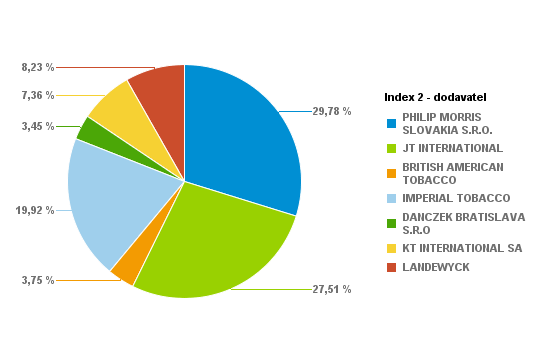 8,23 %
7,36 %
3,45 %
19,92 %
3,75 %
29,78 %
27,51 %
Index 2 - dodavatel
PHILIP MORRIS
SLOVAKIA S.R.O.
JT INTERNATIONAL
BRITISH AMERICAN
TOBACCO
IMPERIAL TOBACCO
DANCZEK BRATISLAVA
S.R.O
KT INTERNATIONAL SA
LANDEWYCK